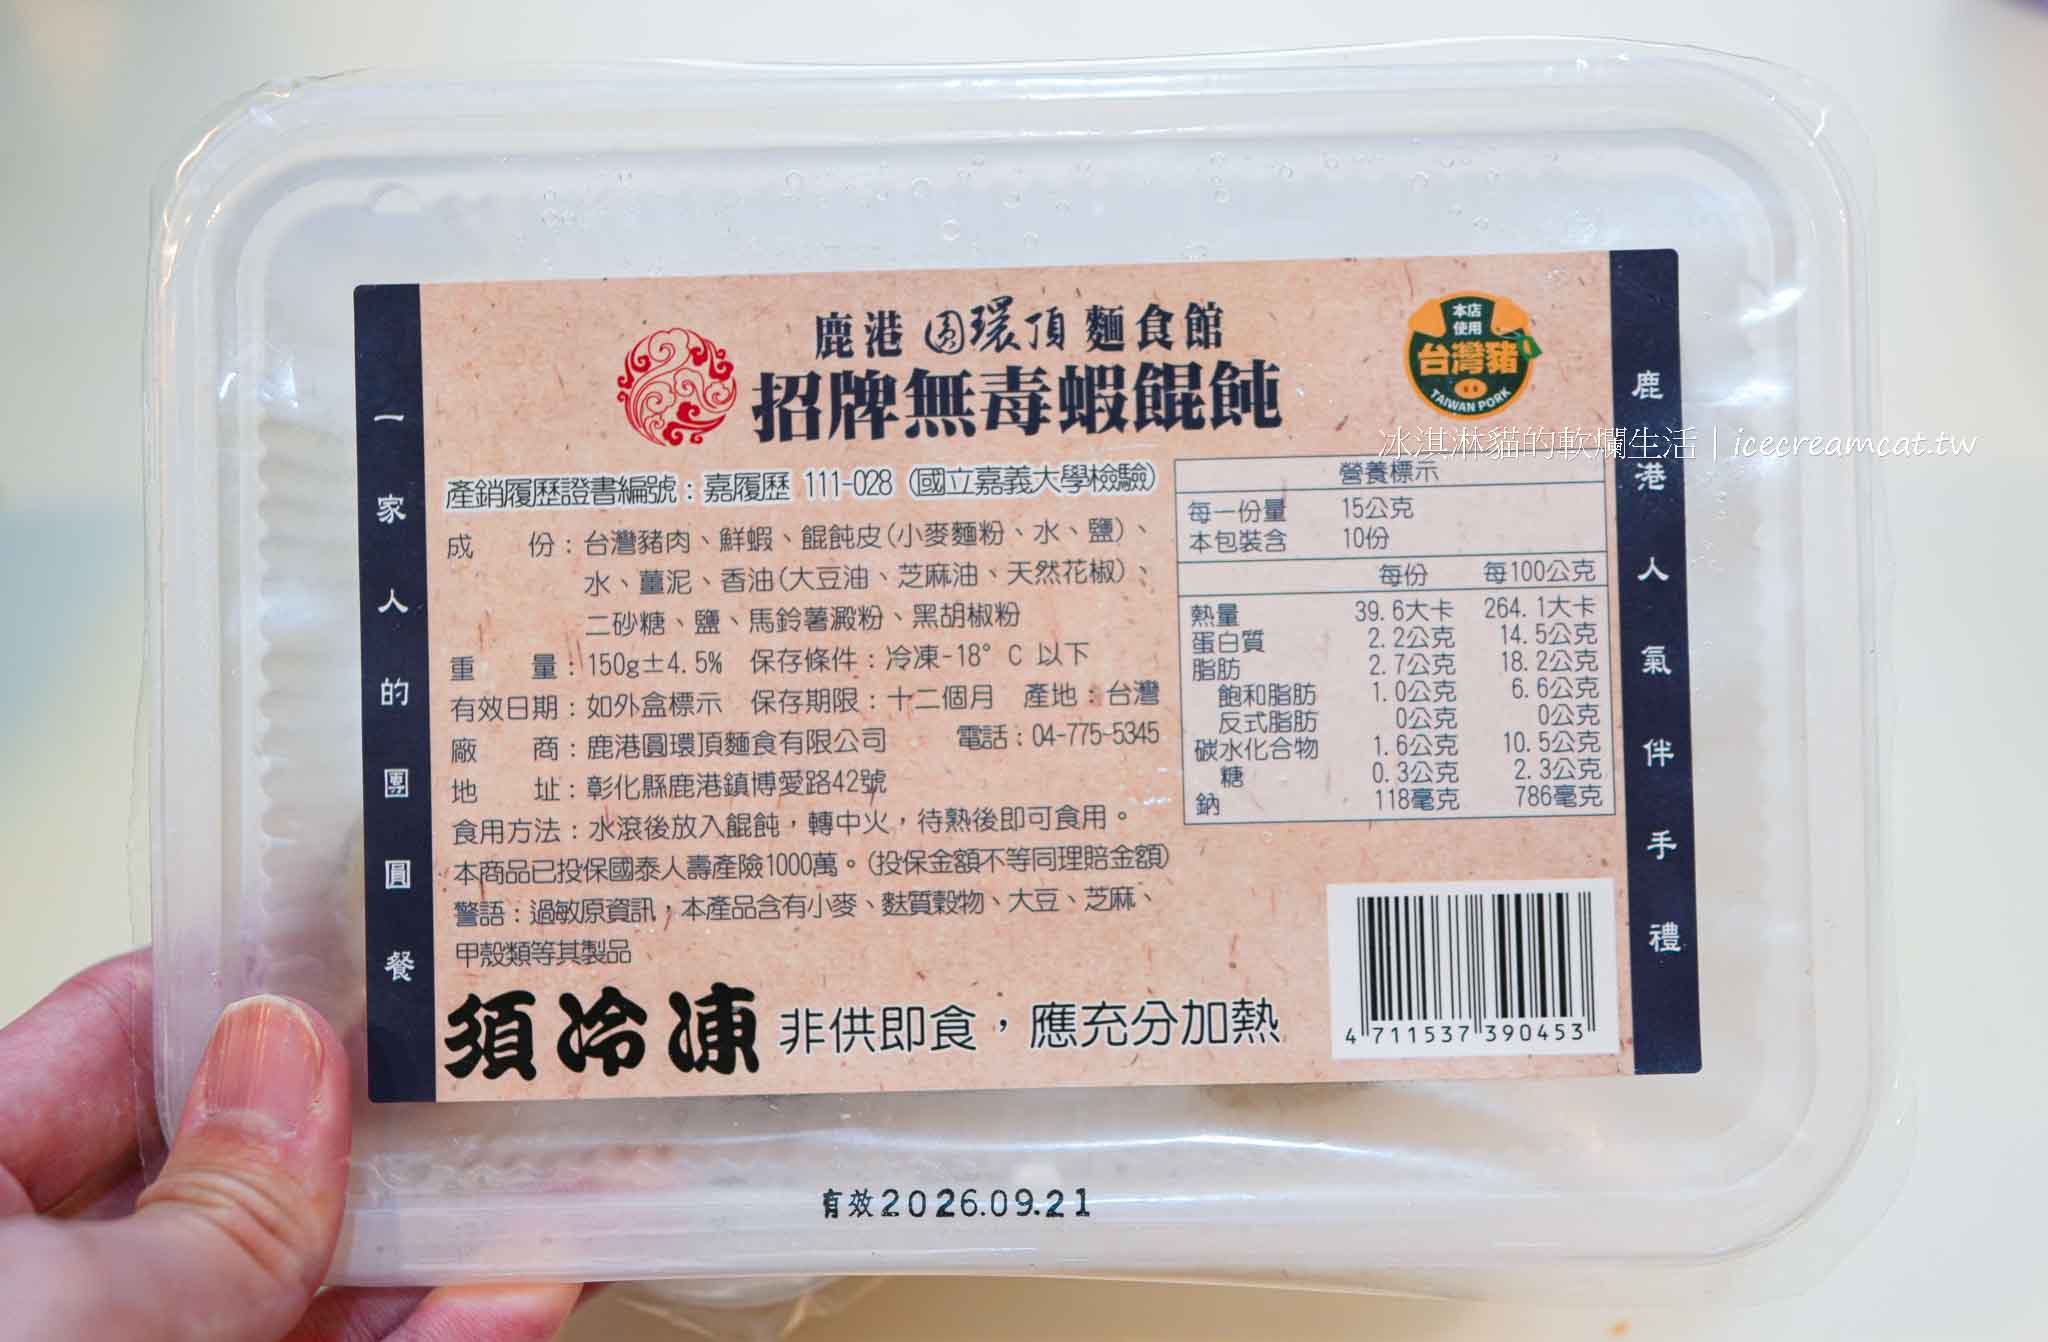 鹿港 圓環頂 麵食館
招牌無毒蝦餛飩
本店
使用
台灣豬
TAIWAN PORK
一家人的團圓餐
鹿港人氣伴手禮
冰淇淋貓的軟爛生活 | icecreamcat.tw
產銷履歷證書編號：嘉履歷 111-028（國立嘉義大學檢驗）
成 份：台灣豬肉、鮮蝦、餛飩皮（小麥麵粉、水、鹽）、
水、薑泥、香油（大豆油、芝麻油、天然花椒）、
二砂糖、鹽、馬鈴薯澱粉、黑胡椒粉
重 量：150g±4.5% 保存條件：冷凍-18°C 以下
有效日期：如外盒標示 保存期限：十二個月 產地：台灣
廠 商：鹿港圓環頂麵食有限公司 電話：04-775-5345
地 址：彰化縣鹿港鎮博愛路42號
食用方法：水滾後放入餛飩，轉中火，待熟後即可食用。
本商品已投保國泰人壽產險1000萬。（投保金額不等同理賠金額）
警語：過敏原資訊，本產品含有小麥、麩質穀物、大豆、芝麻、
甲殼類等其製品
須冷凍 非供即食，應充分加熱
營養標示
每一份量 15公克
本包裝含 10份
每份 每100公克
熱量 39.6大卡 264.1大卡
蛋白質 2.2公克 14.5公克
脂肪 2.7公克 18.2公克
飽和脂肪 1.0公克 6.6公克
反式脂肪 0公克 0公克
碳水化合物 1.6公克 10.5公克
糖 0.3公克 2.3公克
鈉 118毫克 786毫克
4 711537 390453
有效2026.09.21